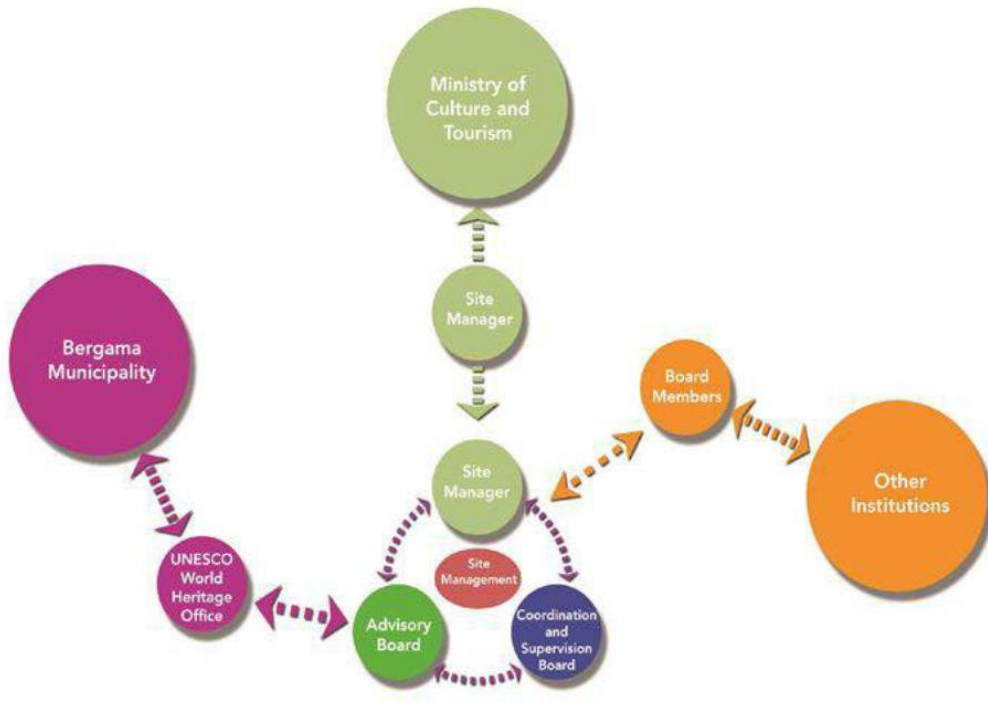 Ministry of
Culture and
Tourism
Site
Manager
Bergama
Municipality
Board
Members
Site
Manager
Other
Institutions
UNESCO
World
Heritage
Office
Site
Management
Advisory
Board
Coordination
and
Supervision
Board